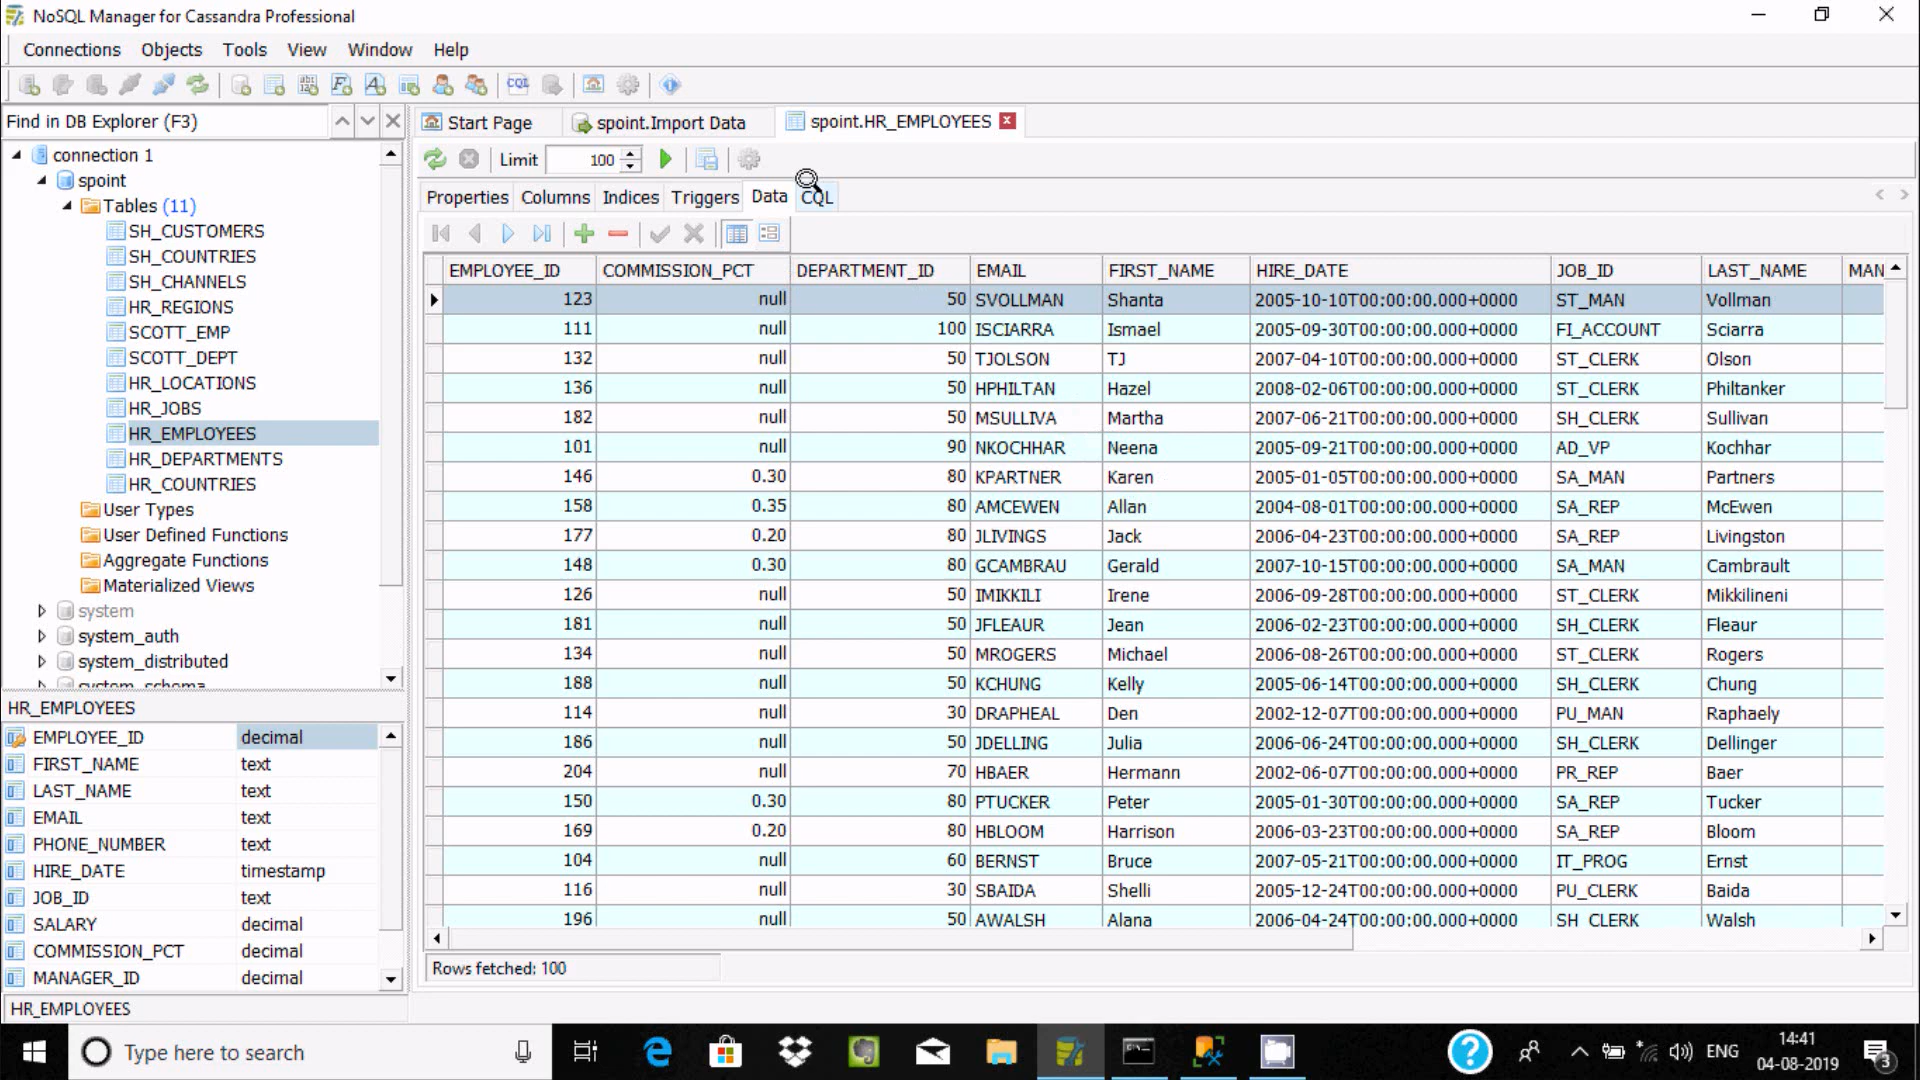 NoSQL Manager for Cassandra Professional
Connections Objects Tools View Window Help
CQL
Find in DB Explorer (F3)
connection 1
spoint
Tables (11)
SH_CUSTOMERS
SH_COUNTRIES
SH_CHANNELS
HR_REGIONS
SCOTT_EMP
SCOTT_DEPT
HR_LOCATIONS
HR_JOBS
HR_EMPLOYEES
HR_DEPARTMENTS
HR_COUNTRIES
User Types
User Defined Functions
Aggregate Functions
Materialized Views
system
system_auth
system_distributed
system_schema
HR_EMPLOYEES
EMPLOYEE_ID decimal
FIRST_NAME text
LAST_NAME text
EMAIL text
PHONE_NUMBER text
HIRE_DATE timestamp
JOB_ID text
SALARY decimal
COMMISSION_PCT decimal
MANAGER_ID decimal
HR_EMPLOYEES
Start Page spoint.Import Data spoint.HR_EMPLOYEES
Limit 100
Properties Columns Indices Triggers Data CQL
EMPLOYEE_ID COMMISSION_PCT DEPARTMENT_ID EMAIL FIRST_NAME HIRE_DATE JOB_ID LAST_NAME MAN
123 null 50 SVOLLMAN Shanta 2005-10-10T00:00:00.000+0000 ST_MAN Vollman
111 null 100 ISCIARRA Ismael 2005-09-30T00:00:00.000+0000 FI_ACCOUNT Sciarra
132 null 50 TJOLSON TJ 2007-04-10T00:00:00.000+0000 ST_CLERK Olson
136 null 50 HPHILTAN Hazel 2008-02-06T00:00:00.000+0000 ST_CLERK Philtanker
182 null 50 MSULLIVA Martha 2007-06-21T00:00:00.000+0000 SH_CLERK Sullivan
101 null 90 NKOCHHAR Neena 2005-09-21T00:00:00.000+0000 AD_VP Kochhar
146 0.30 80 KPARTNER Karen 2005-01-05T00:00:00.000+0000 SA_MAN Partners
158 0.35 80 AMCEWEN Allan 2004-08-01T00:00:00.000+0000 SA_REP McEwen
177 0.20 80 JLIVINGS Jack 2006-04-23T00:00:00.000+0000 SA_REP Livingston
148 0.30 80 GCAMBRAU Gerald 2007-10-15T00:00:00.000+0000 SA_MAN Cambrault
126 null 50 IMIKKILI Irene 2006-09-28T00:00:00.000+0000 ST_CLERK Mikkilineni
181 null 50 JFLEAUR Jean 2006-02-23T00:00:00.000+0000 SH_CLERK Fleaur
134 null 50 MROGERS Michael 2006-08-26T00:00:00.000+0000 ST_CLERK Rogers
188 null 50 KCHUNG Kelly 2005-06-14T00:00:00.000+0000 SH_CLERK Chung
114 null 30 DRAPHEAL Den 2002-12-07T00:00:00.000+0000 PU_MAN Raphaely
186 null 50 JDELLING Julia 2006-06-24T00:00:00.000+0000 SH_CLERK Dellinger
204 null 70 HBAER Hermann 2002-06-07T00:00:00.000+0000 PR_REP Baer
150 0.30 80 PTUCKER Peter 2005-01-30T00:00:00.000+0000 SA_REP Tucker
169 0.20 80 HBLOOM Harrison 2006-03-23T00:00:00.000+0000 SA_REP Bloom
104 null 60 BERNST Bruce 2007-05-21T00:00:00.000+0000 IT_PROG Ernst
116 null 30 SBAIDA Shelli 2005-12-24T00:00:00.000+0000 PU_CLERK Baida
196 null 50 AWALSH Alana 2006-04-24T00:00:00.000+0000 SH_CLERK Walsh
Rows fetched: 100
Type here to search
ENG
14:41
04-08-2019
3